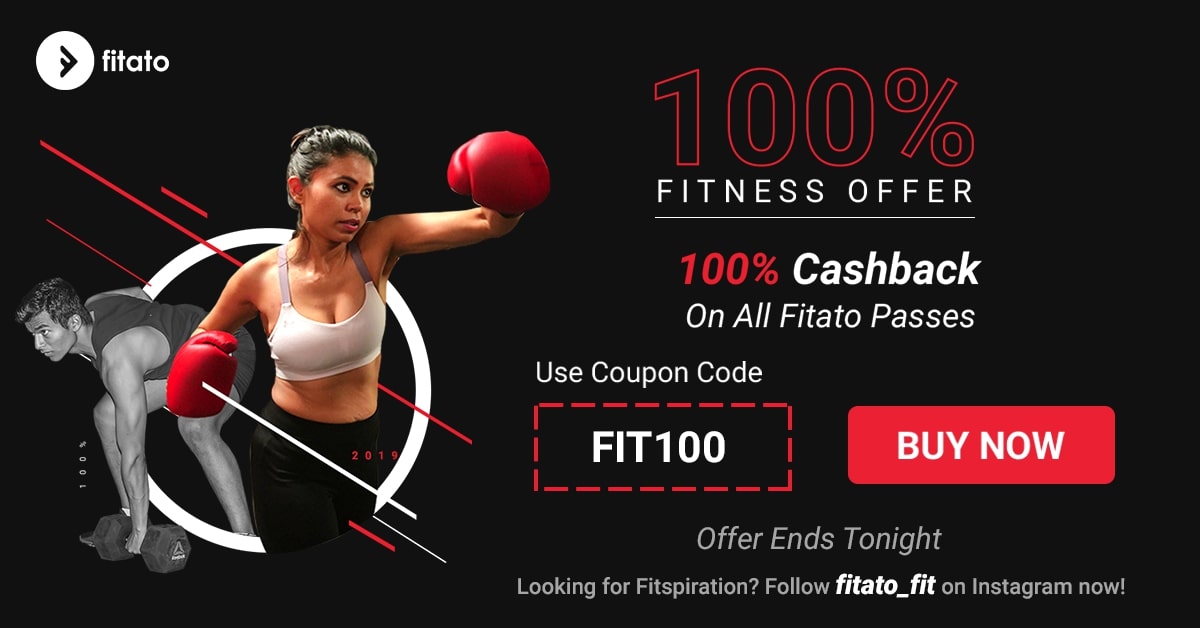 fitato
100%
FITNESS OFFER
100% Cashback
On All Fitato Passes
Use Coupon Code
FIT100
BUY NOW
2019
100%
Reebok
Offer Ends Tonight
Looking for Fitspiration? Follow fitato_fit on Instagram now!